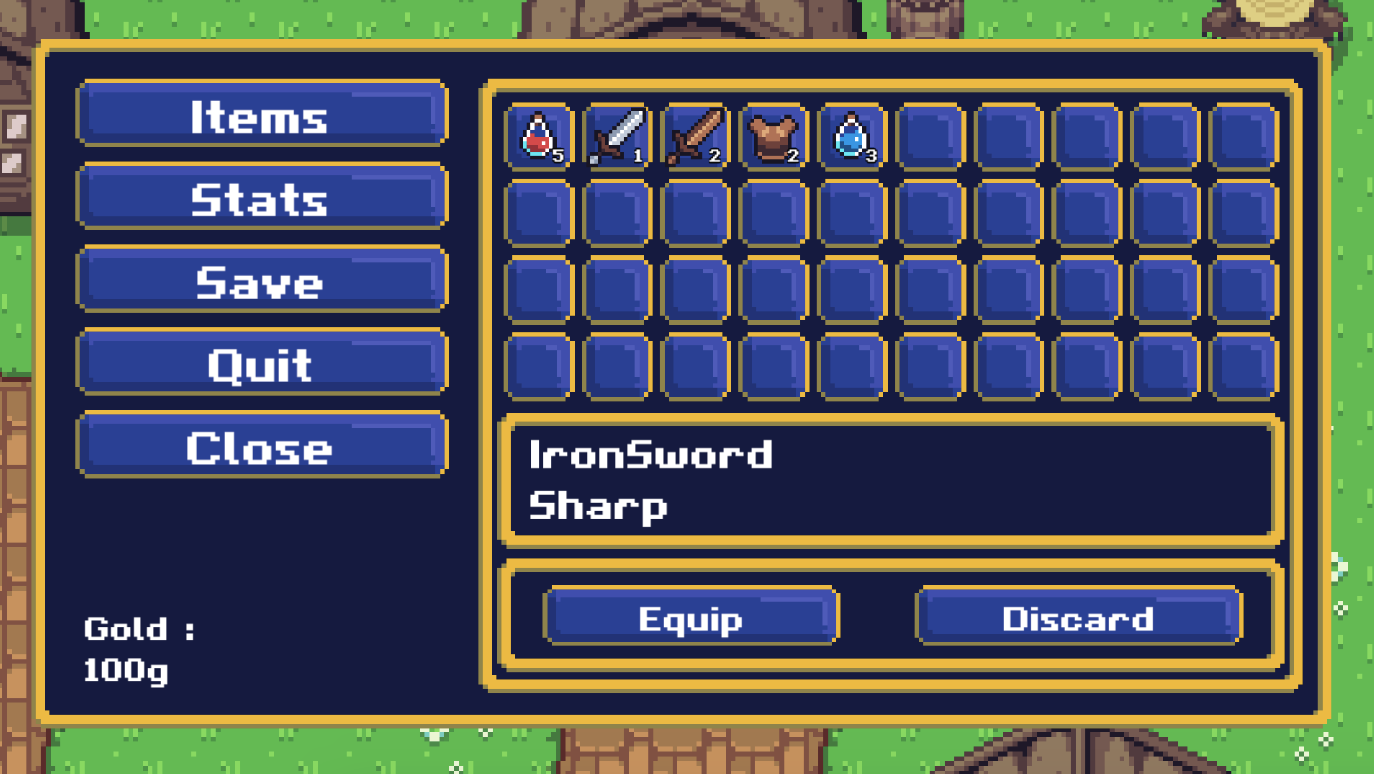 Items
Stats
Save
Quit
Close
Gold :
100g
5 1 2 2 3
IronSword
Sharp
Equip Discard